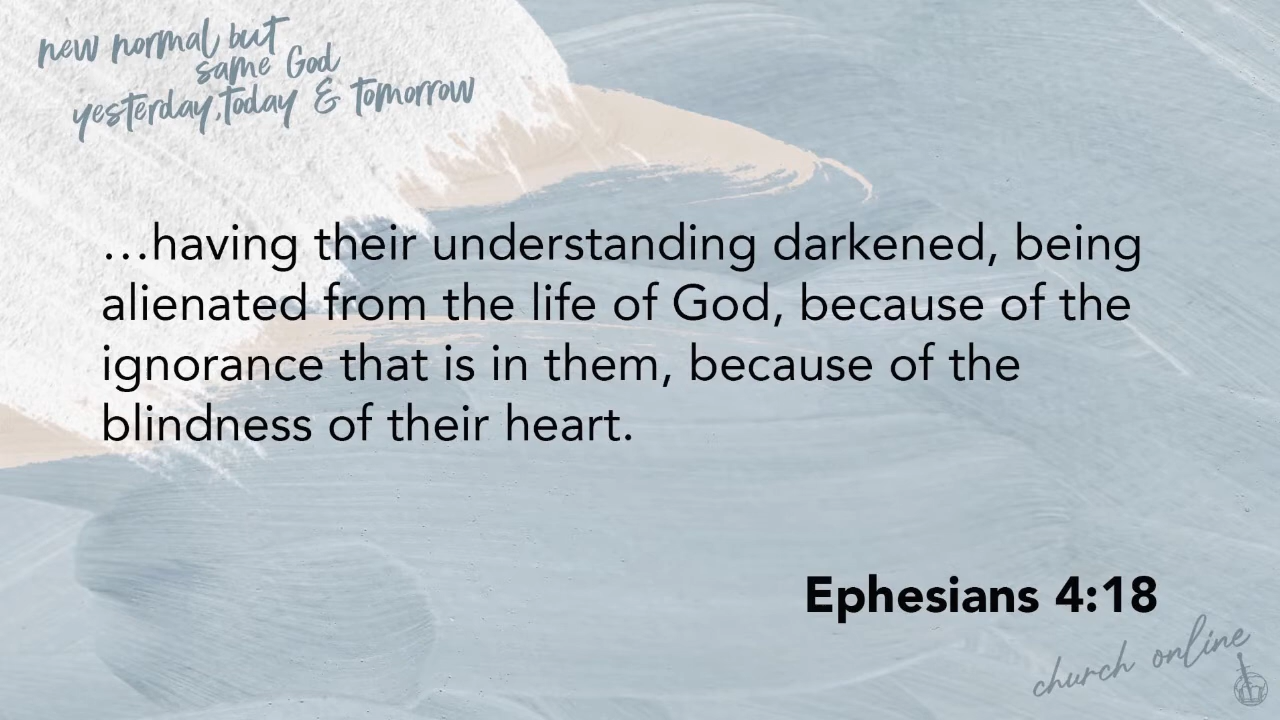 new normal but
same God
yesterday, today & tomorrow
…having their understanding darkened, being
alienated from the life of God, because of the
ignorance that is in them, because of the
blindness of their heart.
Ephesians 4:18
church online